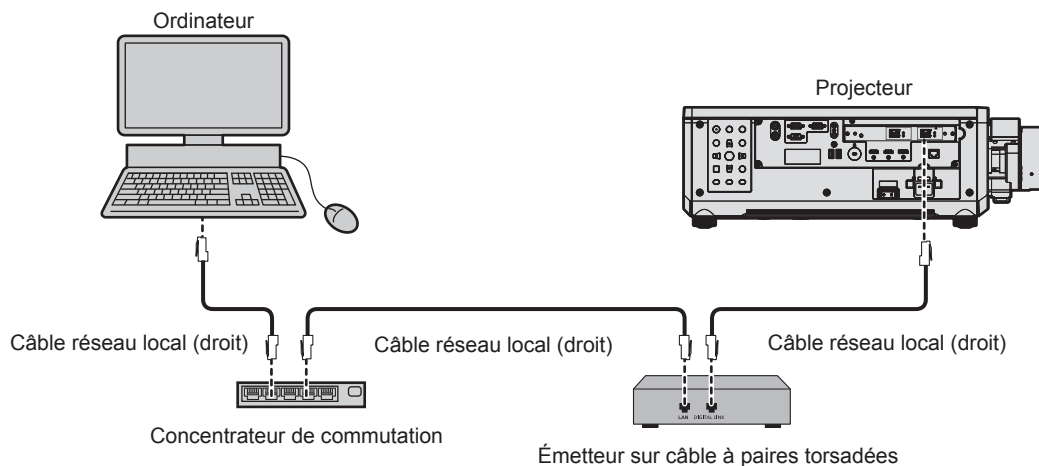 Ordinateur
Projecteur
Câble réseau local (droit)
Câble réseau local (droit)
Câble réseau local (droit)
LAN
DIGITAL LINK
Concentrateur de commutation
Émetteur sur câble à paires torsadées